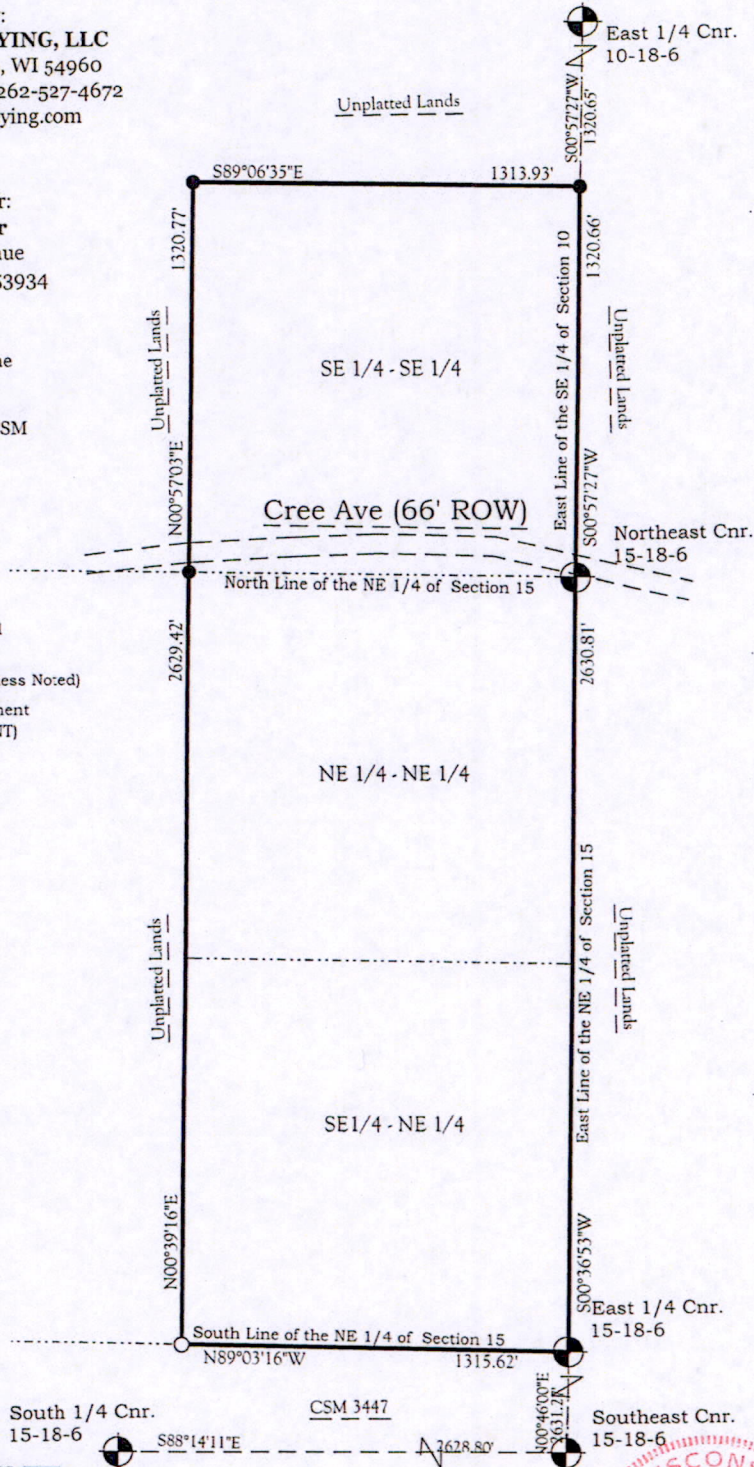 r:
YING, LLC
, WI 54960
262-527-4672
ying.com
r:
r
ue
53934
ne
SM
ess Noted)
nent
NT)
East 1/4 Cnr.
10-18-6
S00°57'27"W
1320.65'
Unplatted Lands
S89°06'35"E
1313.93'
1320.77'
1320.66'
Unplatted Lands
East Line of the SE 1/4 of Section 10
Unplatted Lands
SE 1/4 - SE 1/4
N00°57'03"E
S00°57'27"W
Cree Ave (66' ROW)
Northeast Cnr.
15-18-6
North Line of the NE 1/4 of Section 15
2629.42'
2630.81'
NE 1/4 - NE 1/4
Unplatted Lands
East Line of the NE 1/4 of Section 15
Unplatted Lands
SE1/4 - NE 1/4
N00°39'16"E
S00°36'53"W
East 1/4 Cnr.
15-18-6
South Line of the NE 1/4 of Section 15
N89°03'16"W
1315.62'
CSM 3447
N00°46'00"E
South 1/4 Cnr.
15-18-6
S88°14'11"E
2628.80'
Southeast Cnr.
15-18-6
SCON